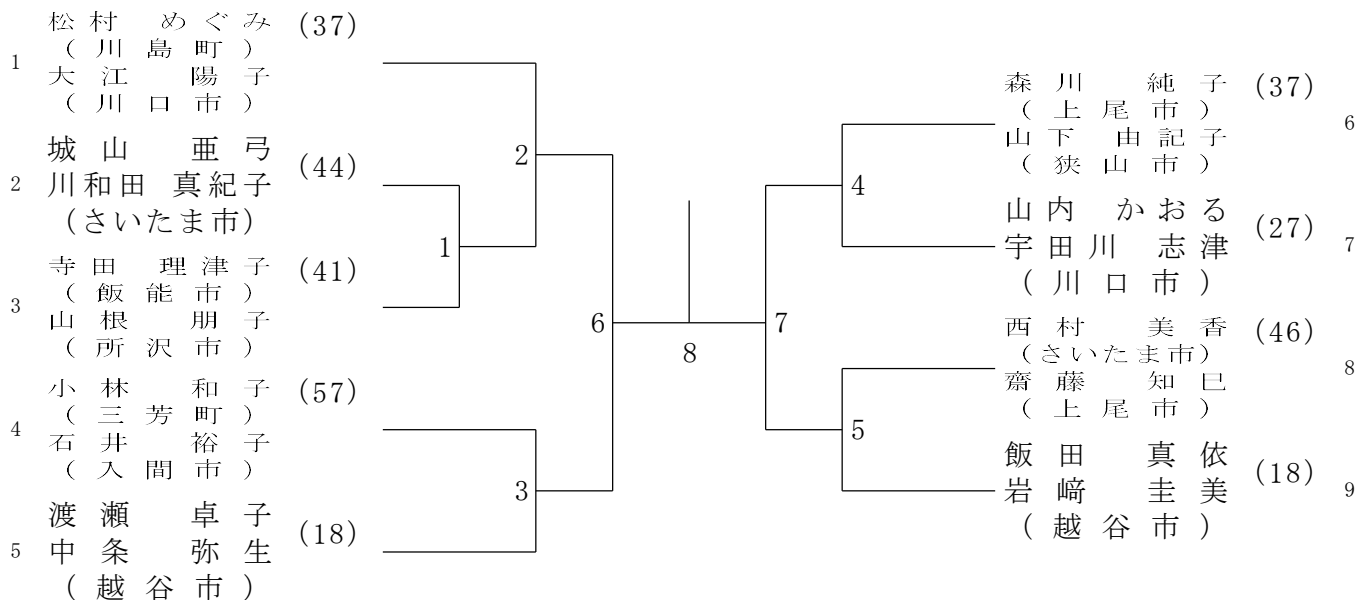 松村 めぐみ (37)
(川島町)
1
大江 陽子
(川口市)
城山 亜弓
2 川和田 真紀子 (44)
(さいたま市)
寺田 理津子 (41)
(飯能市)
3
山根 朋子
(所沢市)
小林 和子 (57)
(三芳町)
4
石井 裕子
(入間市)
渡瀬 卓子
5 中条 弥生 (18)
(越谷市)
2
1
6
3
8
4
7
5
森川 純子 (37)
(上尾市)
6
山下 由記子
(狭山市)
山内 かおる
宇田川 志津 (27) 7
(川口市)
西村 美香 (46)
(さいたま市)
8
齋藤 知巳
(上尾市)
飯田 真依
岩﨑 圭美 (18) 9
(越谷市)